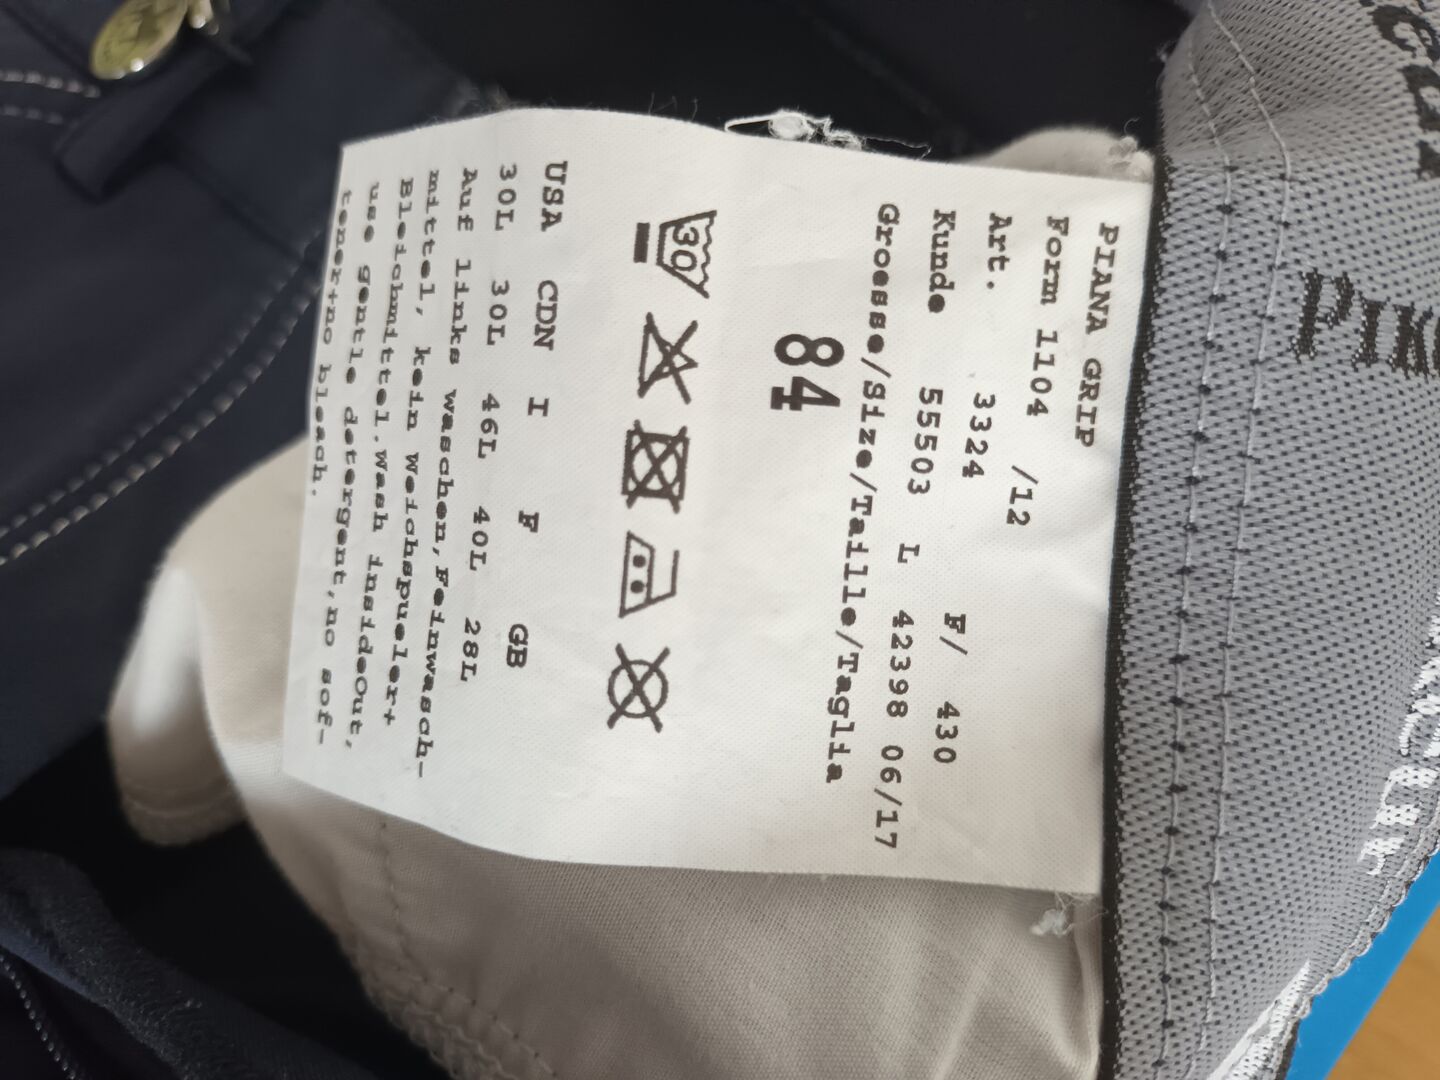 PIANA GRIP
Form 1104 /12
Art. 3324 F/ 430
Kunde 55503 L 42398 06/17
Groesse/Size/Taille/Taglia
84
30
USA CDN I F GB
30L 30L 46L 40L 28L
Auf links waschen,Feinwasch-
mittel, kein Weichspueler+
Bleichmittel.Wash insideOut,
use gentle detergent,no sof-
tener+no bleach.